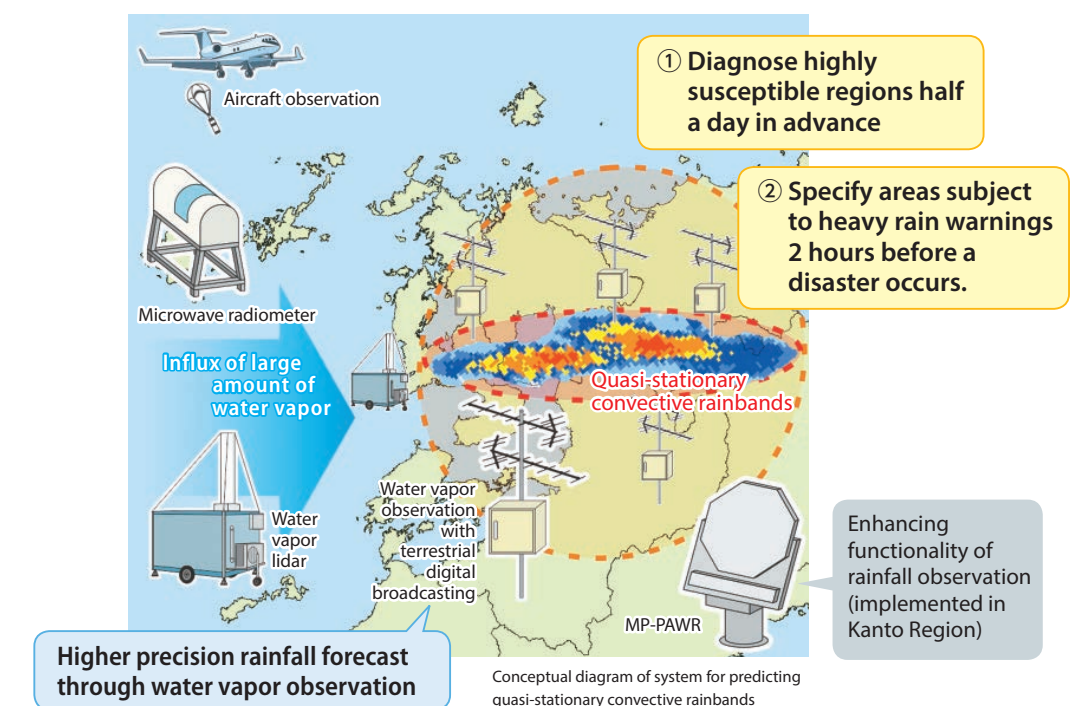 ① Diagnose highly
susceptible regions half
a day in advance
Aircraft observation
② Specify areas subject
to heavy rain warnings
2 hours before a
disaster occurs.
Microwave radiometer
Influx of large
amount of
water vapor
Quasi-stationary
convective rainbands
Water
vapor
lidar
Water vapor
observation
with
terrestrial
digital
broadcasting
Enhancing
functionality of
rainfall observation
(implemented in
Kanto Region)
MP-PAWR
Higher precision rainfall forecast
through water vapor observation
Conceptual diagram of system for predicting
quasi-stationary convective rainbands